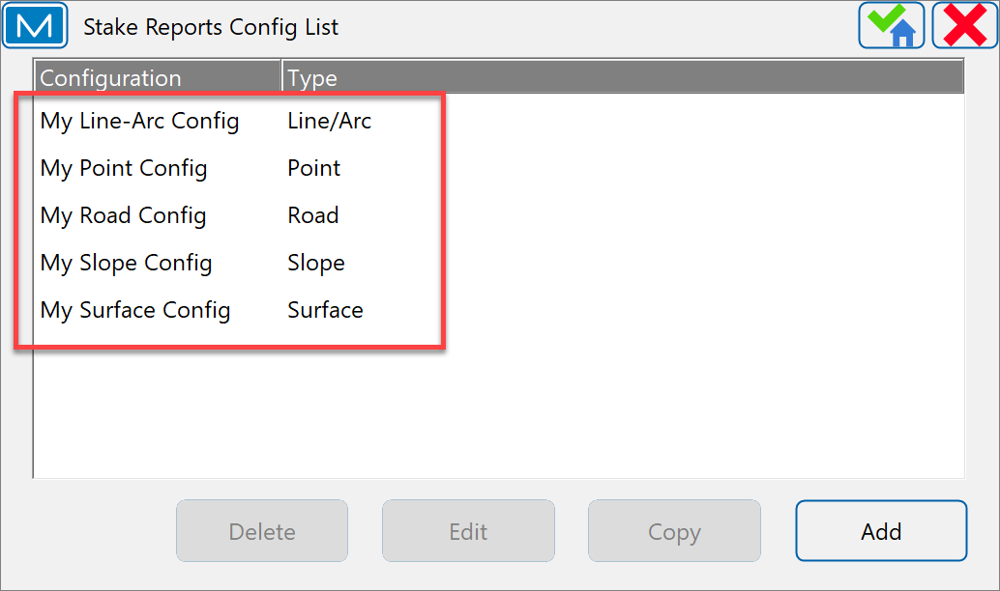 Stake Reports Config List
Configuration Type
My Line-Arc Config Line/Arc
My Point Config Point
My Road Config Road
My Slope Config Slope
My Surface Config Surface
Delete Edit Copy Add